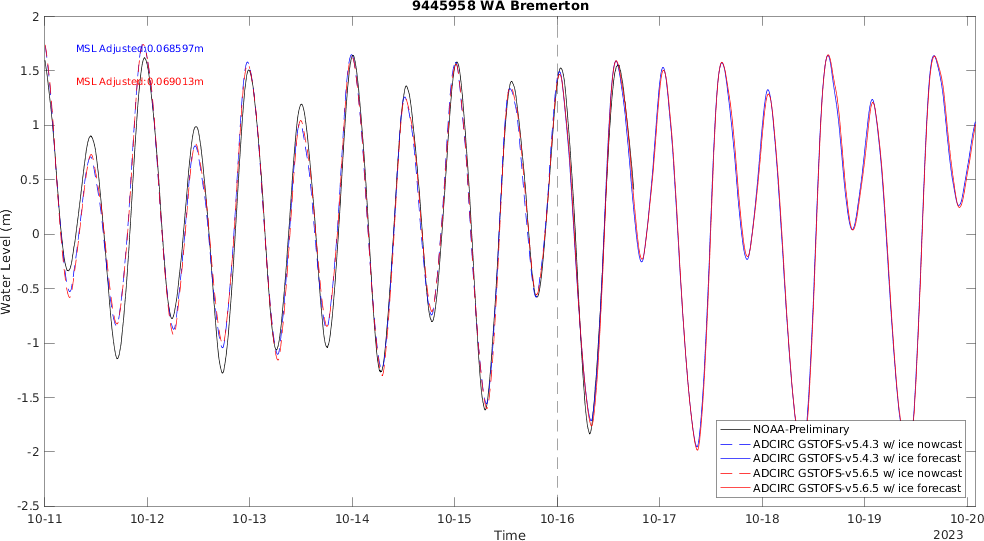 9445958 WA Bremerton
MSL Adjusted:0.068597m
MSL Adjusted:0.069013m
Water Level (m)
2
1.5
1
0.5
0
-0.5
-1
-1.5
-2
-2.5
NOAA-Preliminary
ADCIRC GSTOFS-v5.4.3 w/ ice nowcast
ADCIRC GSTOFS-v5.4.3 w/ ice forecast
ADCIRC GSTOFS-v5.6.5 w/ ice nowcast
ADCIRC GSTOFS-v5.6.5 w/ ice forecast
10-11 10-12 10-13 10-14 10-15 10-16 10-17 10-18 10-19 10-20
Time
2023